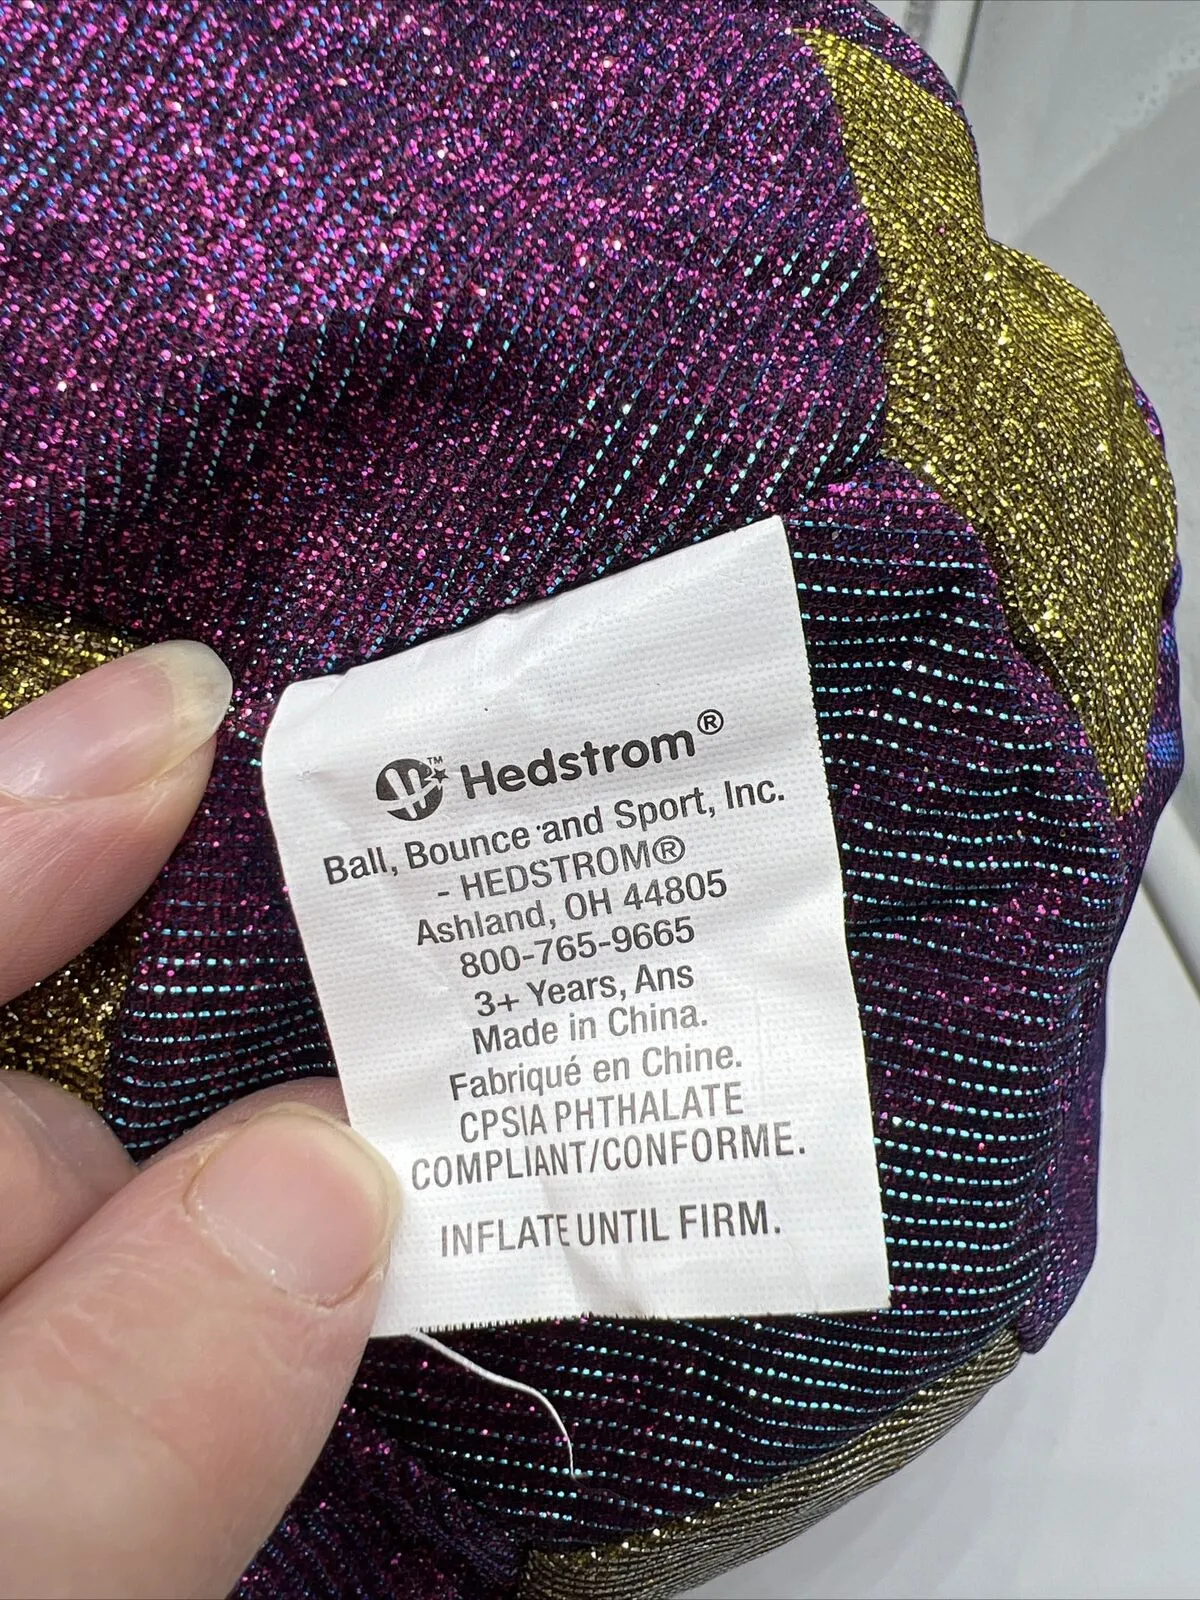 H™ Hedstrom®
Ball, Bounce and Sport, Inc.
- HEDSTROM®
Ashland, OH 44805
800-765-9665
3+ Years, Ans
Made in China.
Fabriqué en Chine.
CPSIA PHTHALATE
COMPLIANT/CONFORME.
INFLATE UNTIL FIRM.